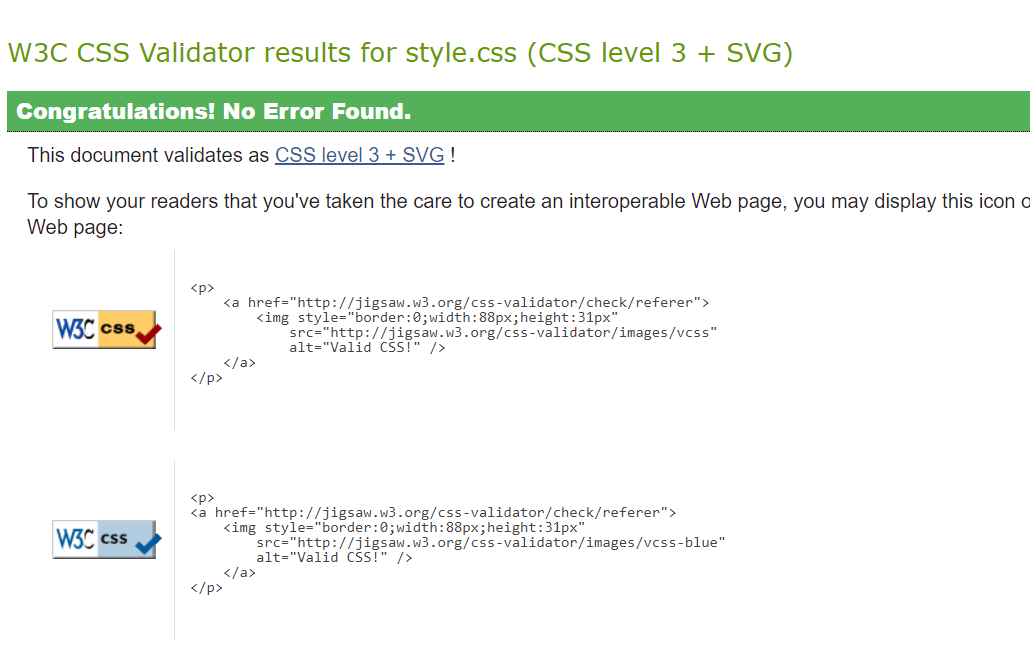 W3C CSS Validator results for style.css (CSS level 3 + SVG)
Congratulations! No Error Found.
This document validates as CSS level 3 + SVG !
To show your readers that you've taken the care to create an interoperable Web page, you may display this icon o
Web page:
<p>
    <a href="http://jigsaw.w3.org/css-validator/check/referer">
        <img style="border:0;width:88px;height:31px"
W3C css
            src="http://jigsaw.w3.org/css-validator/images/vcss"
            alt="Valid CSS!" />
    </a>
</p>
<p>
<a href="http://jigsaw.w3.org/css-validator/check/referer">
    <img style="border:0;width:88px;height:31px"
W3C css
        src="http://jigsaw.w3.org/css-validator/images/vcss-blue"
        alt="Valid CSS!" />
    </a>
</p>